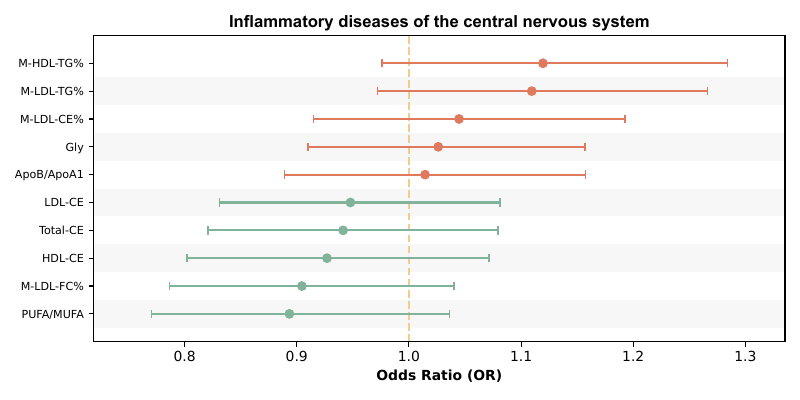 Inflammatory diseases of the central nervous system
M-HDL-TG%
M-LDL-TG%
M-LDL-CE%
Gly
ApoB/ApoA1
LDL-CE
Total-CE
HDL-CE
M-LDL-FC%
PUFA/MUFA
0.8 0.9 1.0 1.1 1.2 1.3
Odds Ratio (OR)